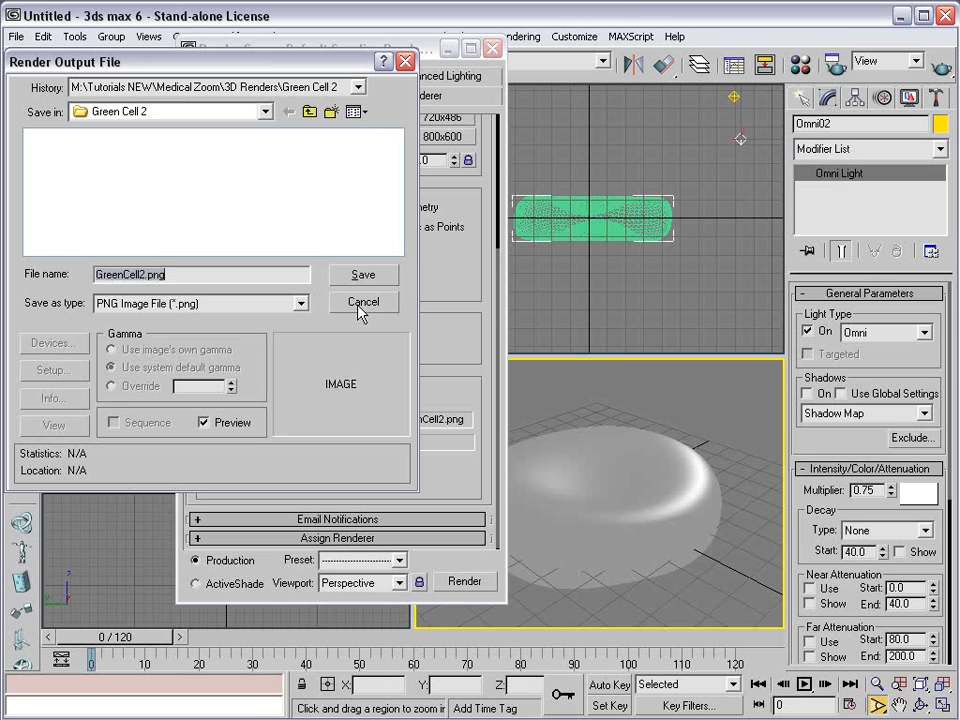 Untitled - 3ds max 6 - Stand-alone License
File Edit Tools Group Views
Customize MAXScript Help
Render Output File
History: M:\Tutorials NEW\Medical Zoom\3D Renders\Green Cell 2
Save in: Green Cell 2
File name: GreenCell2.png
Save
Save as type: PNG Image File (*.png)
Cancel
Devices...
Setup...
Info...
View
Gamma
Use image's own gamma
Use system default gamma
Override
Sequence
Preview
IMAGE
Statistics: N/A
Location: N/A
anced Lighting
derer
720x486
800x600
.0
metry
c as Points
Cell2.png
Email Notifications
Assign Renderer
Production
Preset:
ActiveShade
Viewport: Perspective
Render
View
Omni02
Modifier List
Omni Light
General Parameters
Light Type
On
Omni
Targeted
Shadows
On
Use Global Settings
Shadow Map
Exclude...
Intensity/Color/Attenuation
Multiplier: 0.75
Decay
Type: None
Start: 40.0
Show
Near Attenuation
Use
Start: 0.0
Show
End: 40.0
Far Attenuation
Use
Start: 80.0
Show
End: 200.0
0 / 120
0 10 20 30 40 50 60 70 80 90 100 110 120
X: Y: Z:
Auto Key
Selected
Set Key
Key Filters...
0
Click and drag a region to zoom ir
Add Time Tag